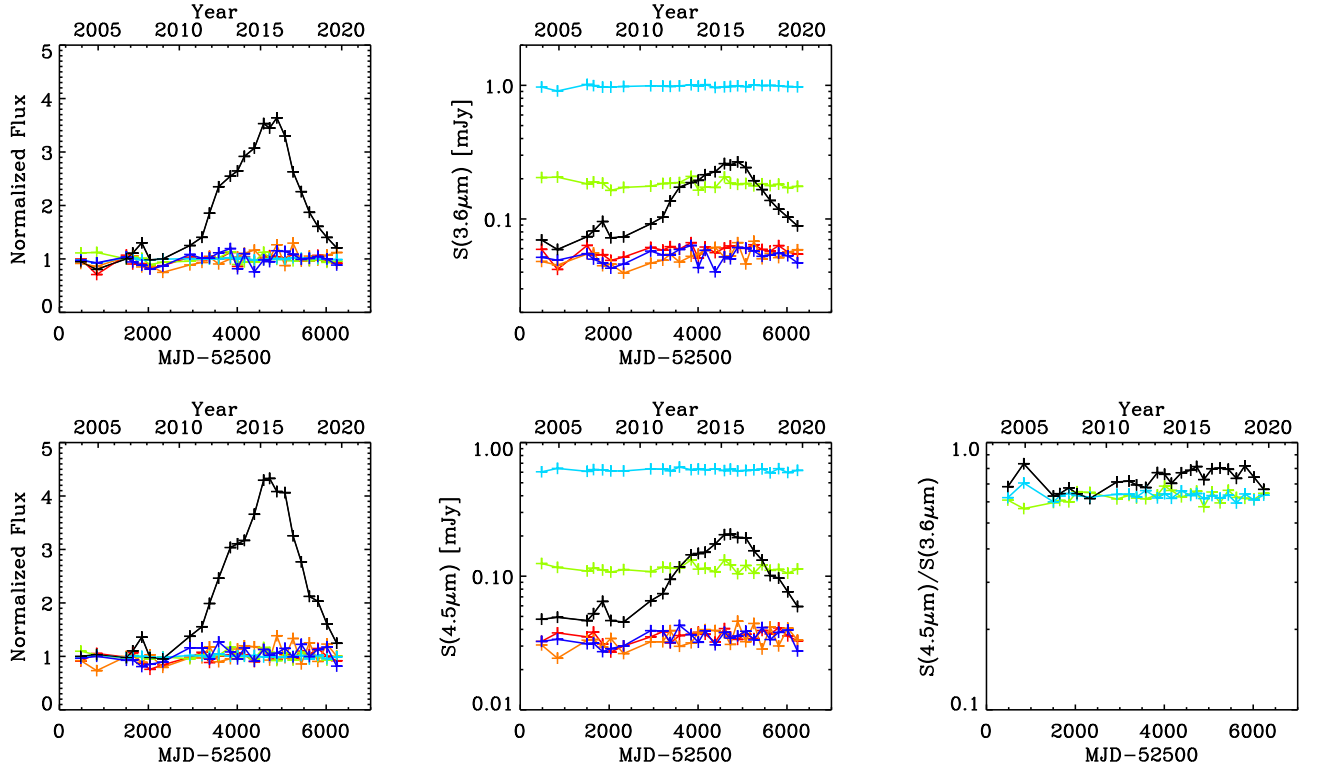 Year
2005 2010 2015 2020
5
4
3
2
1
0
Normalized Flux
0 2000 4000 6000
MJD-52500
Year
2005 2010 2015 2020
1.0
0.1
S(3.6μm) [mJy]
0 2000 4000 6000
MJD-52500
Year
2005 2010 2015 2020
5
4
3
2
1
0
Normalized Flux
0 2000 4000 6000
MJD-52500
Year
2005 2010 2015 2020
1.00
0.10
0.01
S(4.5μm) [mJy]
0 2000 4000 6000
MJD-52500
Year
2005 2010 2015 2020
1.0
0.1
S(4.5μm)/S(3.6μm)
0 2000 4000 6000
MJD-52500